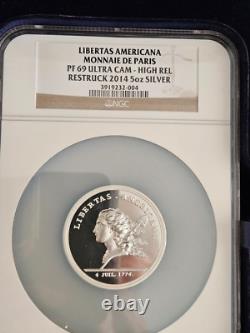 LIBERTAS AMERICANA
MONNAIE DE PARIS
PF 69 ULTRA CAM - HIGH REL
RESTRUCK 2014 5oz SILVER
3919232-004
NGC
LIBERTAS · AMERICANA
4 JUIL. 1776.